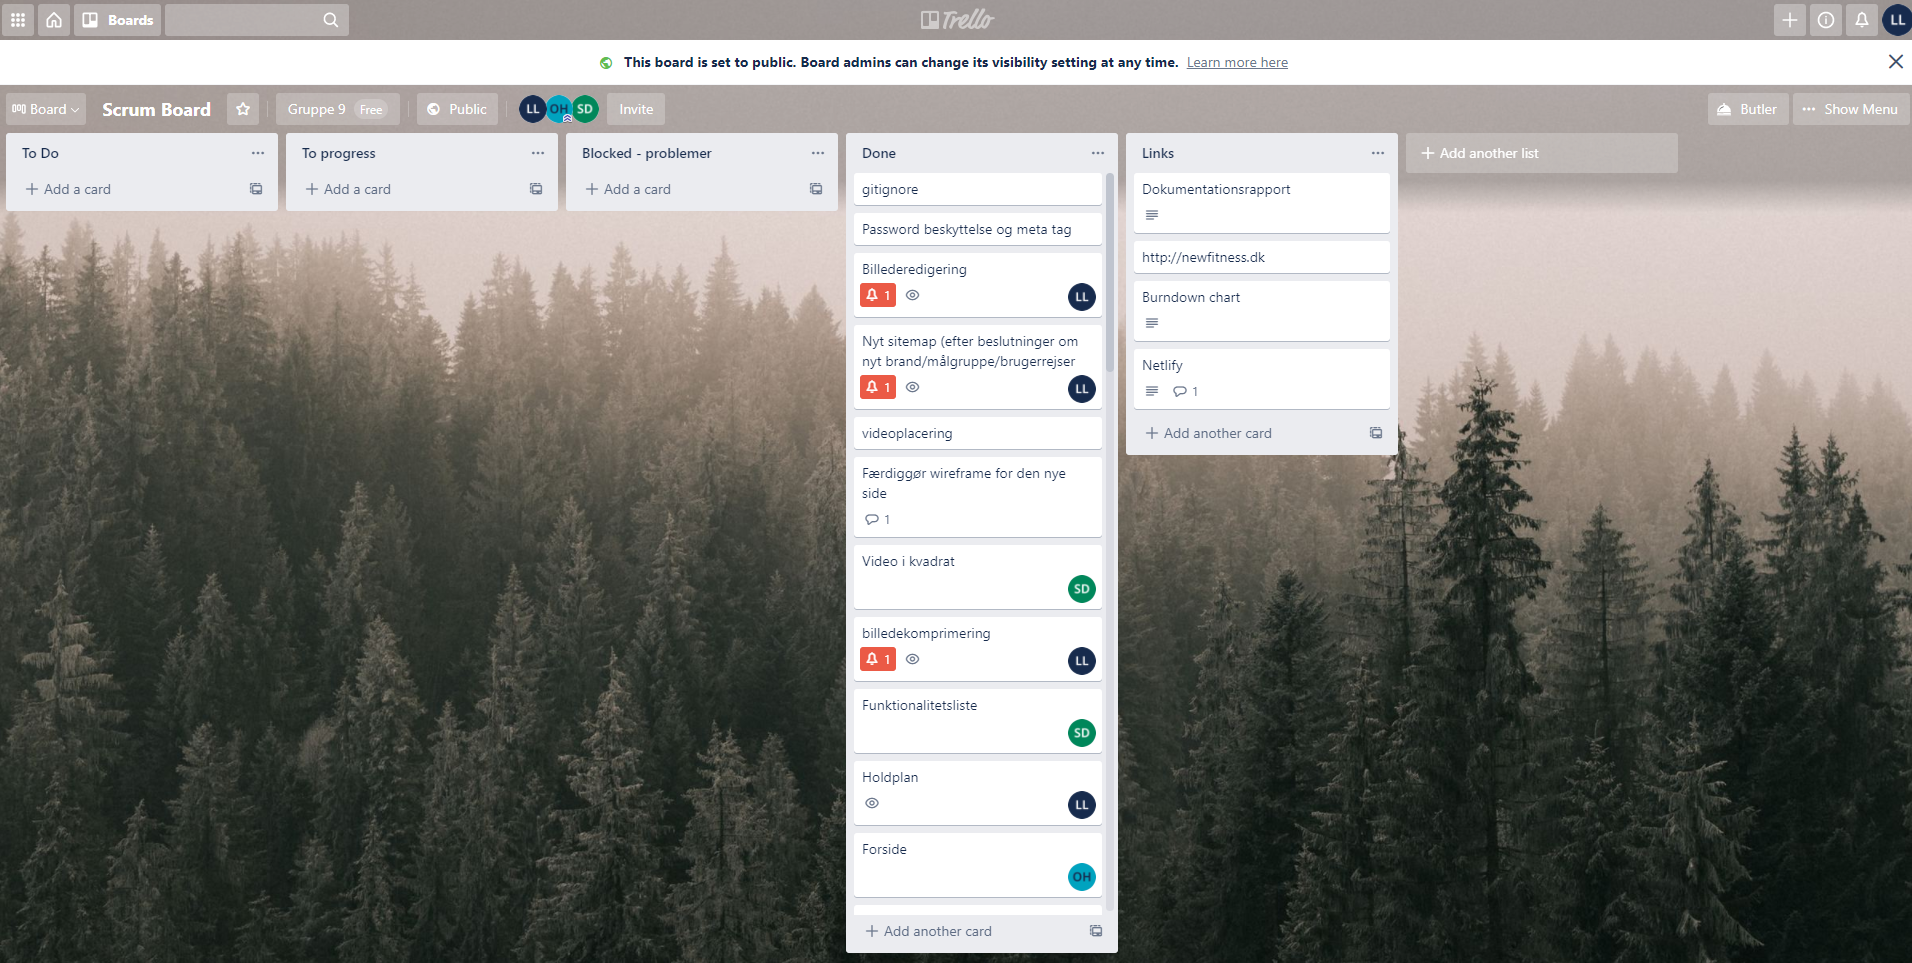 Boards
Trello
LL
This board is set to public. Board admins can change its visibility setting at any time. Learn more here
Board
Scrum Board
Gruppe 9 Free
Public
LL OH SD
Invite
Butler
Show Menu
To Do
Add a card
To progress
Add a card
Blocked - problemer
Add a card
Done
gitignore
Password beskyttelse og meta tag
Billederedigering
1
LL
Nyt sitemap (efter beslutninger om
nyt brand/målgruppe/brugerrejser
1
LL
videoplacering
Færdiggør wireframe for den nye
side
1
Video i kvadrat
SD
billedekomprimering
1
LL
Funktionalitetsliste
SD
Holdplan
LL
Forside
OH
Add another card
Links
Dokumentationsrapport
http://newfitness.dk
Burndown chart
Netlify
1
Add another card
Add another list